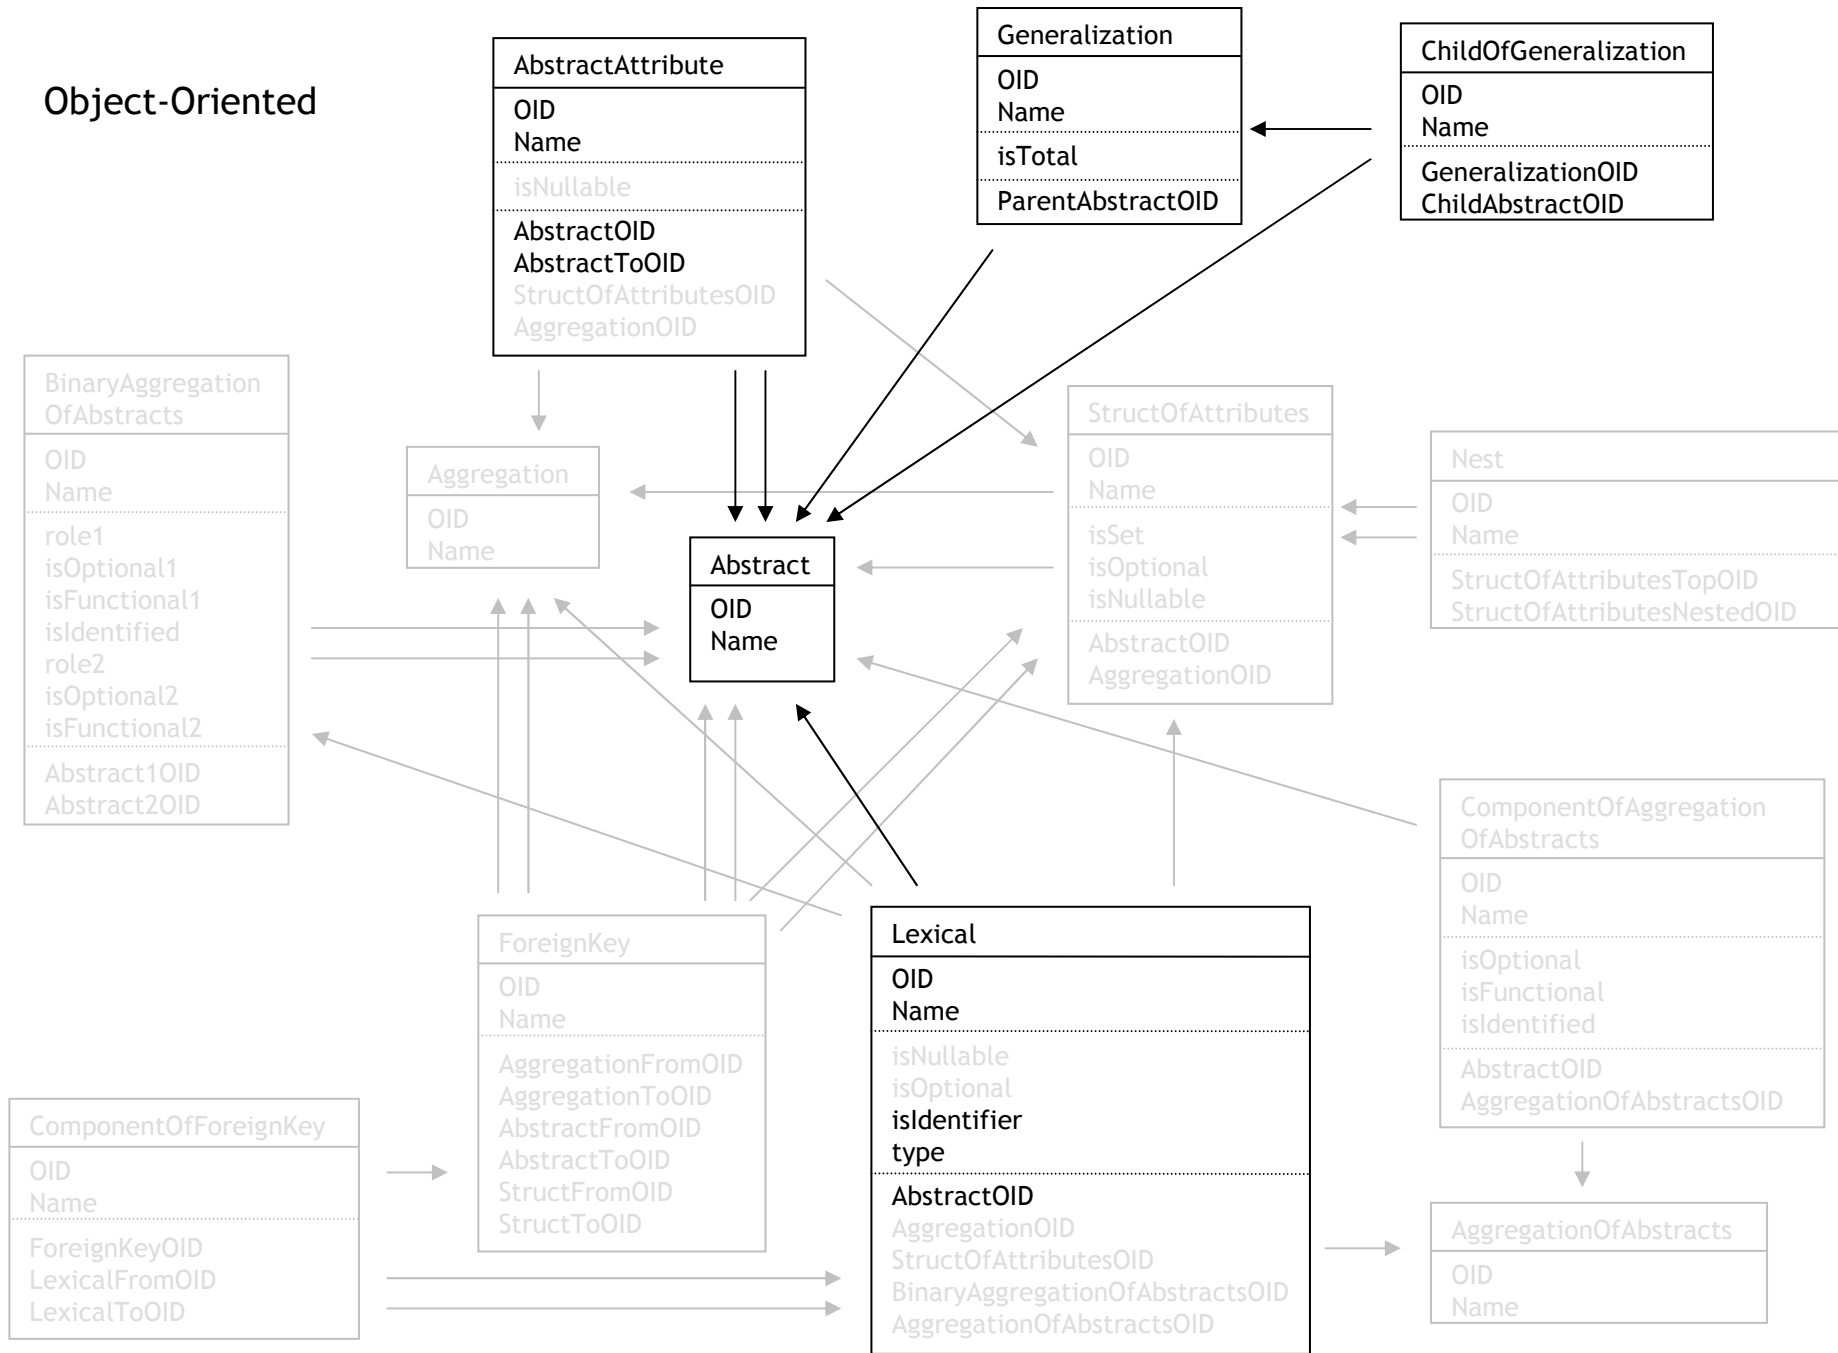 Object-Oriented
AbstractAttribute
OID
Name
isNullable
AbstractOID
AbstractToOID
StructOfAttributesOID
AggregationOID
Generalization
OID
Name
isTotal
ParentAbstractOID
ChildOfGeneralization
OID
Name
GeneralizationOID
ChildAbstractOID
BinaryAggregation
OfAbstracts
OID
Name
role1
isOptional1
isFunctional1
isIdentified
role2
isOptional2
isFunctional2
Abstract1OID
Abstract2OID
Aggregation
OID
Name
Abstract
OID
Name
StructOfAttributes
OID
Name
isSet
isOptional
isNullable
AbstractOID
AggregationOID
Nest
OID
Name
StructOfAttributesTopOID
StructOfAttributesNestedOID
ComponentOfAggregation
OfAbstracts
OID
Name
isOptional
isFunctional
isIdentified
AbstractOID
AggregationOfAbstractsOID
ForeignKey
OID
Name
AggregationFromOID
AggregationToOID
AbstractFromOID
AbstractToOID
StructFromOID
StructToOID
Lexical
OID
Name
isNullable
isOptional
isIdentifier
type
AbstractOID
AggregationOID
StructOfAttributesOID
BinaryAggregationOfAbstractsOID
AggregationOfAbstractsOID
ComponentOfForeignKey
OID
Name
ForeignKeyOID
LexicalFromOID
LexicalToOID
AggregationOfAbstracts
OID
Name